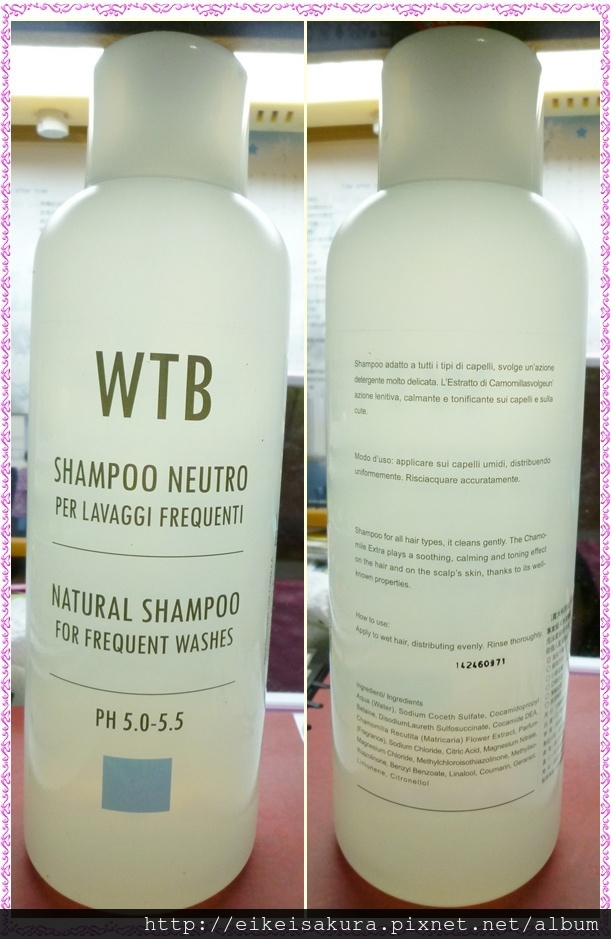 WTB
SHAMPOO NEUTRO
PER LAVAGGI FREQUENTI
NATURAL SHAMPOO
FOR FREQUENT WASHES
PH 5.0-5.5
Shampoo adatto a tutti i tipi di capelli, svolge un'azione
detergente molto delicata. L'Estratto di Camomillasvolgeun'
azione lenitiva, calmante e tonificante sui capelli e sulla
cute.
Modo d'uso: applicare sui capelli umidi, distribuendo
uniformemente. Risciacquare accuratamente.
Shampoo for all hair types, it cleans gently. The Chamo-
mile Extra plays a soothing, calming and toning effect
on the hair and on the scalp's skin, thanks to its well-
known properties.
How to use:
Apply to wet hair, distributing evenly. Rinse thoroughly.
142460971
Ingredienti/ Ingredients
Aqua (Water), Sodium Coceth Sulfate, Cocamidopropyl
Betaine, DisodiumLaureth Sulfosuccinate, Cocamide DEA,
Chamomilla Recutita (Matricaria) Flower Extract, Parfum
(Fragrance), Sodium Chloride, Citric Acid, Magnesium Nitrate,
Magnesium Chloride, Methylchloroisothiazolinone, Methyliso-
thiazolinone, Benzyl Benzoate, Linalool, Coumarin, Geraniol,
Limonene, Citronellol
http://eikeisakura.pixnet.net/album